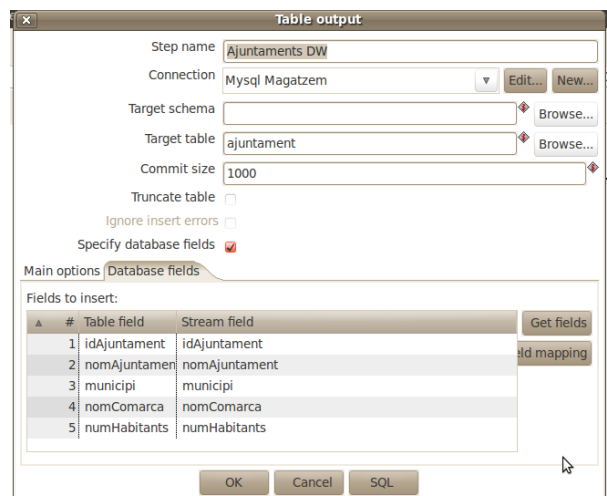 Table output
Step name Ajuntaments DW
Connection Mysql Magatzem Edit... New...
Target schema Browse...
Target table ajuntament Browse...
Commit size 1000
Truncate table
Ignore insert errors
Specify database fields
Main options Database fields
Fields to insert:
# Table field Stream field
1 idAjuntament idAjuntament
2 nomAjuntamen nomAjuntament
3 municipi municipi
4 nomComarca nomComarca
5 numHabitants numHabitants
Get fields
eld mapping
OK Cancel SQL